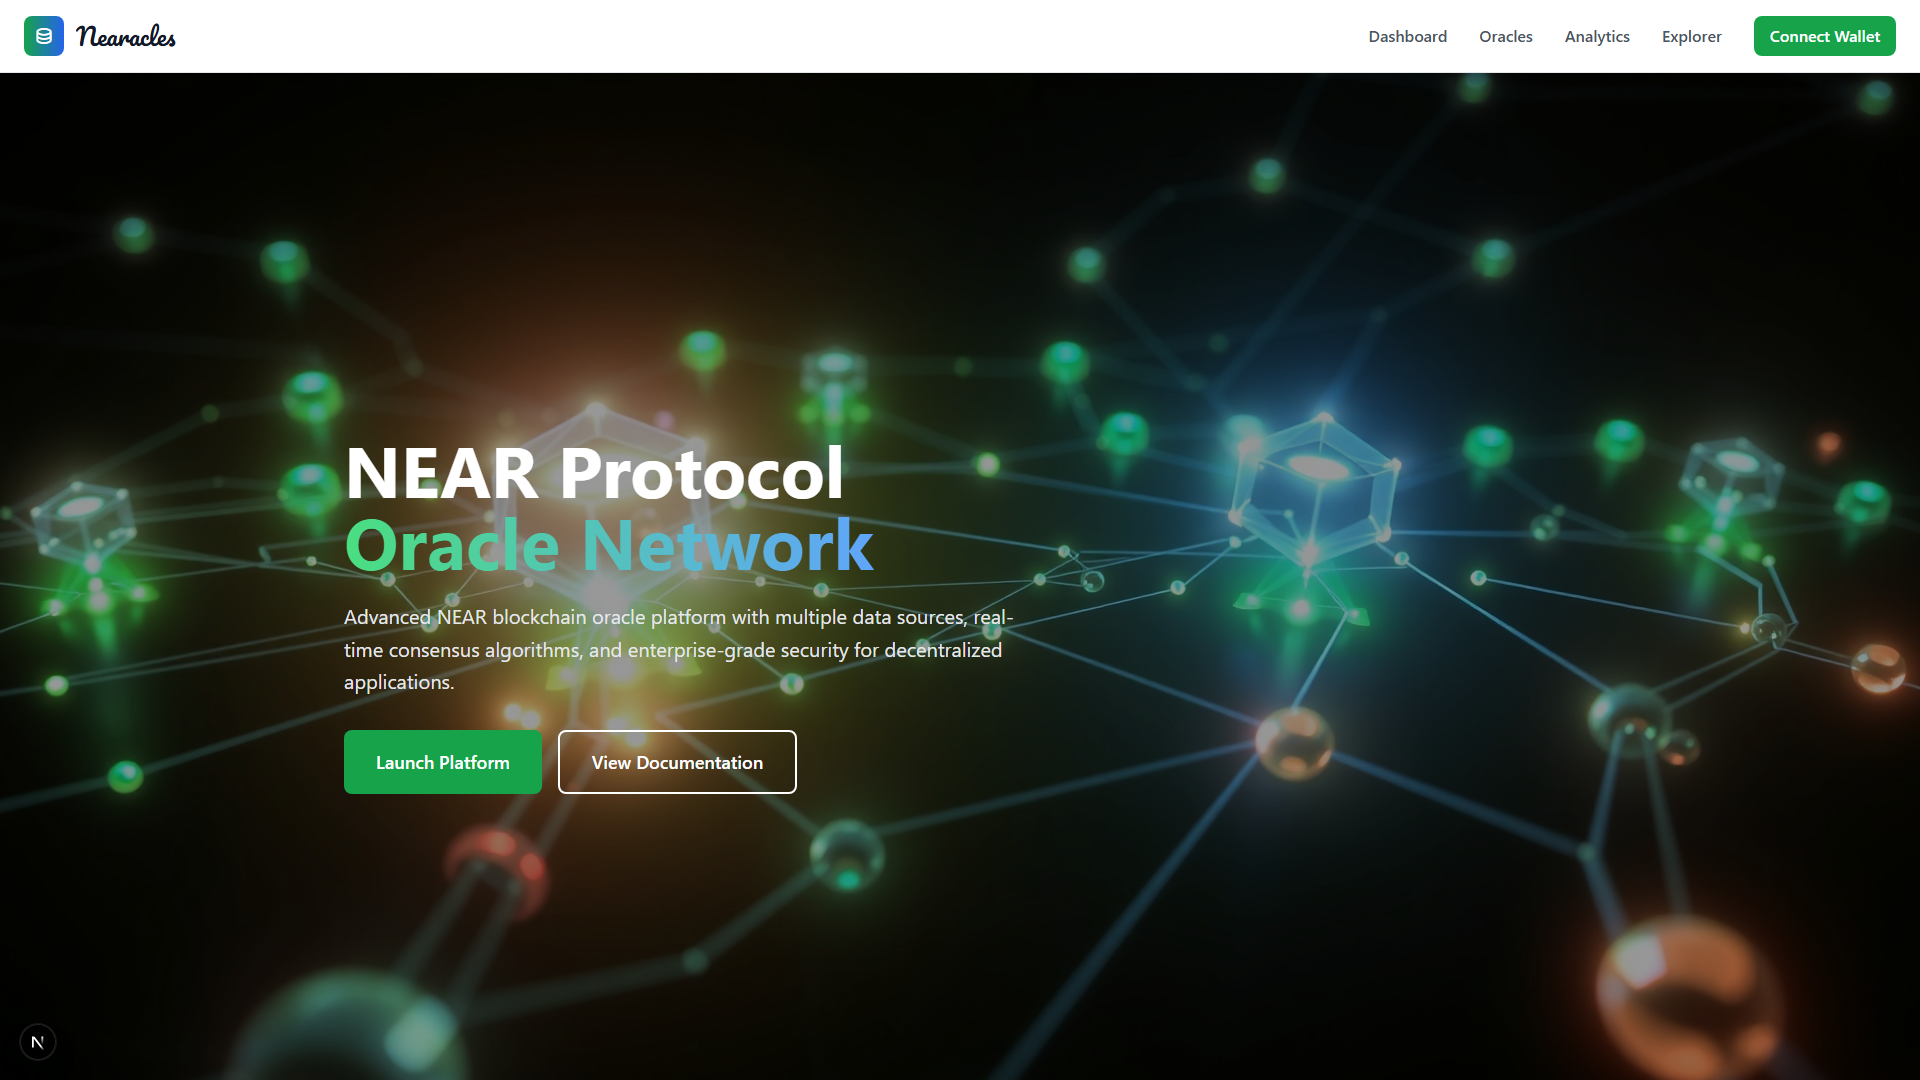 Nearacles
Dashboard
Oracles
Analytics
Explorer
Connect Wallet
NEAR Protocol
Oracle Network
Advanced NEAR blockchain oracle platform with multiple data sources, real-
time consensus algorithms, and enterprise-grade security for decentralized
applications.
Launch Platform
View Documentation
N